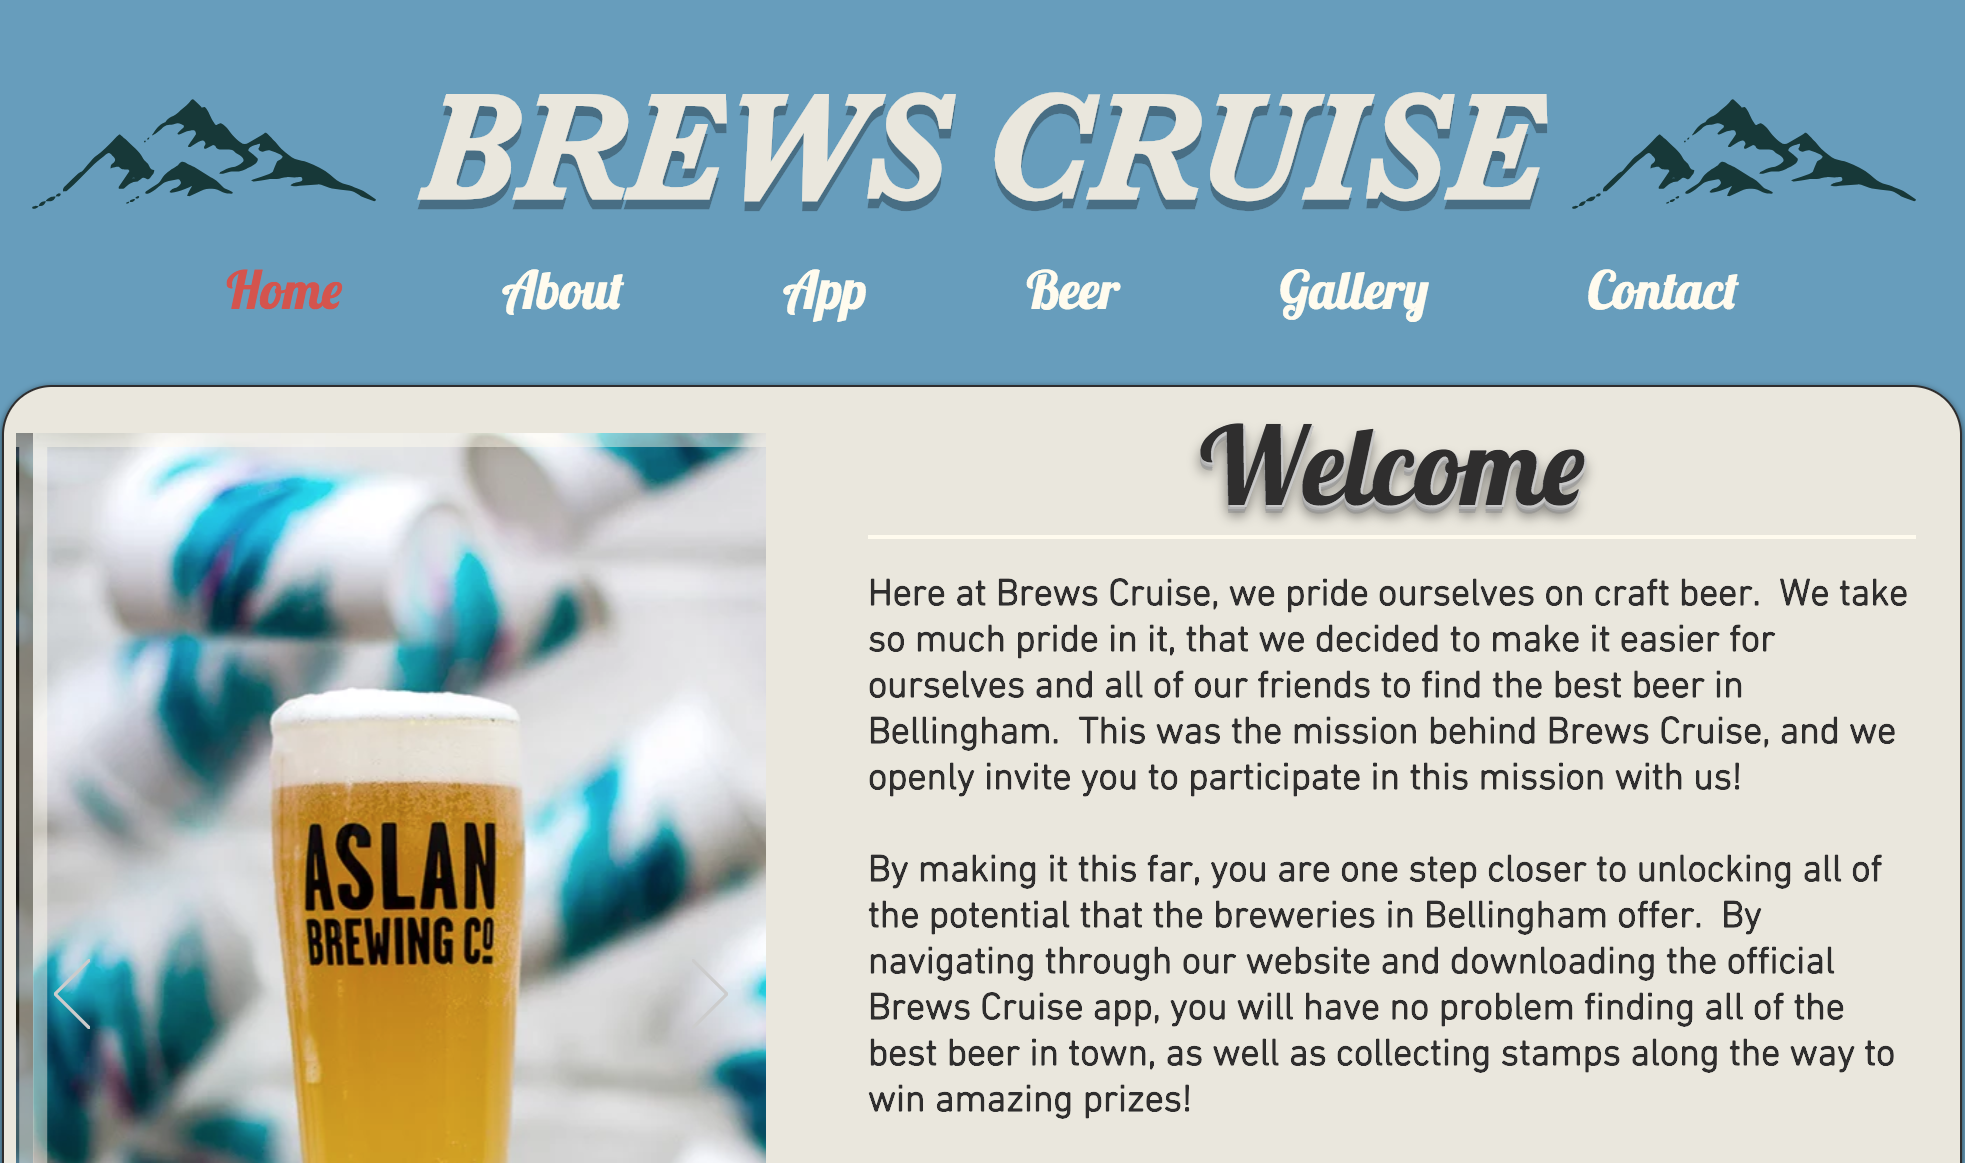 BREWS CRUISE
Home About App Beer Gallery Contact
Welcome
Here at Brews Cruise, we pride ourselves on craft beer.  We take
so much pride in it, that we decided to make it easier for
ourselves and all of our friends to find the best beer in
Bellingham.  This was the mission behind Brews Cruise, and we
openly invite you to participate in this mission with us!
By making it this far, you are one step closer to unlocking all of
the potential that the breweries in Bellingham offer.  By
navigating through our website and downloading the official
Brews Cruise app, you will have no problem finding all of the
best beer in town, as well as collecting stamps along the way to
win amazing prizes!
ASLAN
BREWING Co